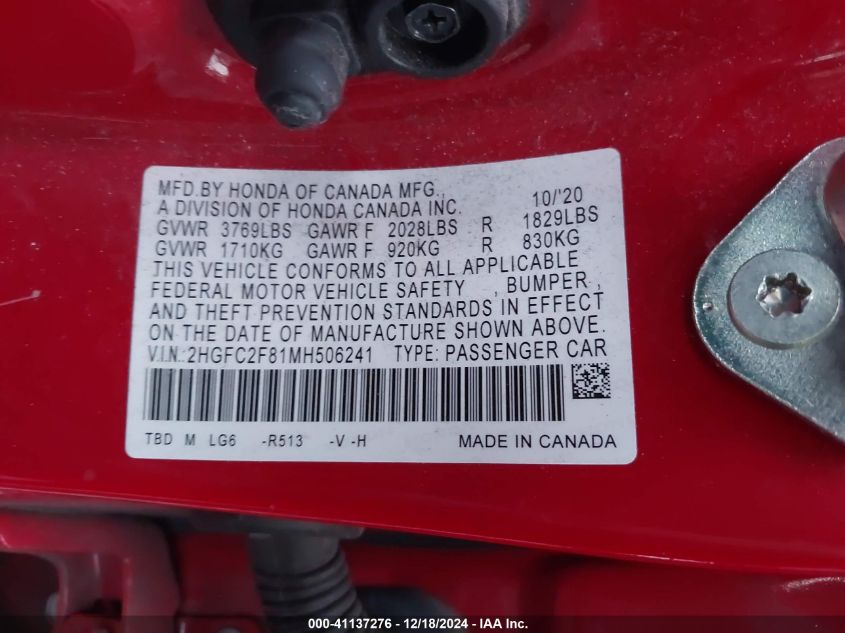 MFD.BY HONDA OF CANADA MFG., 10/'20
A DIVISION OF HONDA CANADA INC.
GVWR 3769LBS GAWR F 2028LBS R 1829LBS
GVWR 1710KG GAWR F 920KG R 830KG
THIS VEHICLE CONFORMS TO ALL APPLICABLE
FEDERAL MOTOR VEHICLE SAFETY , BUMPER ,
AND THEFT PREVENTION STANDARDS IN EFFECT
ON THE DATE OF MANUFACTURE SHOWN ABOVE.
V.I.N.:2HGFC2F81MH506241 TYPE: PASSENGER CAR
TBD M LG6 -R513 -V -H MADE IN CANADA
000-41137276 - 12/18/2024 - IAA Inc.